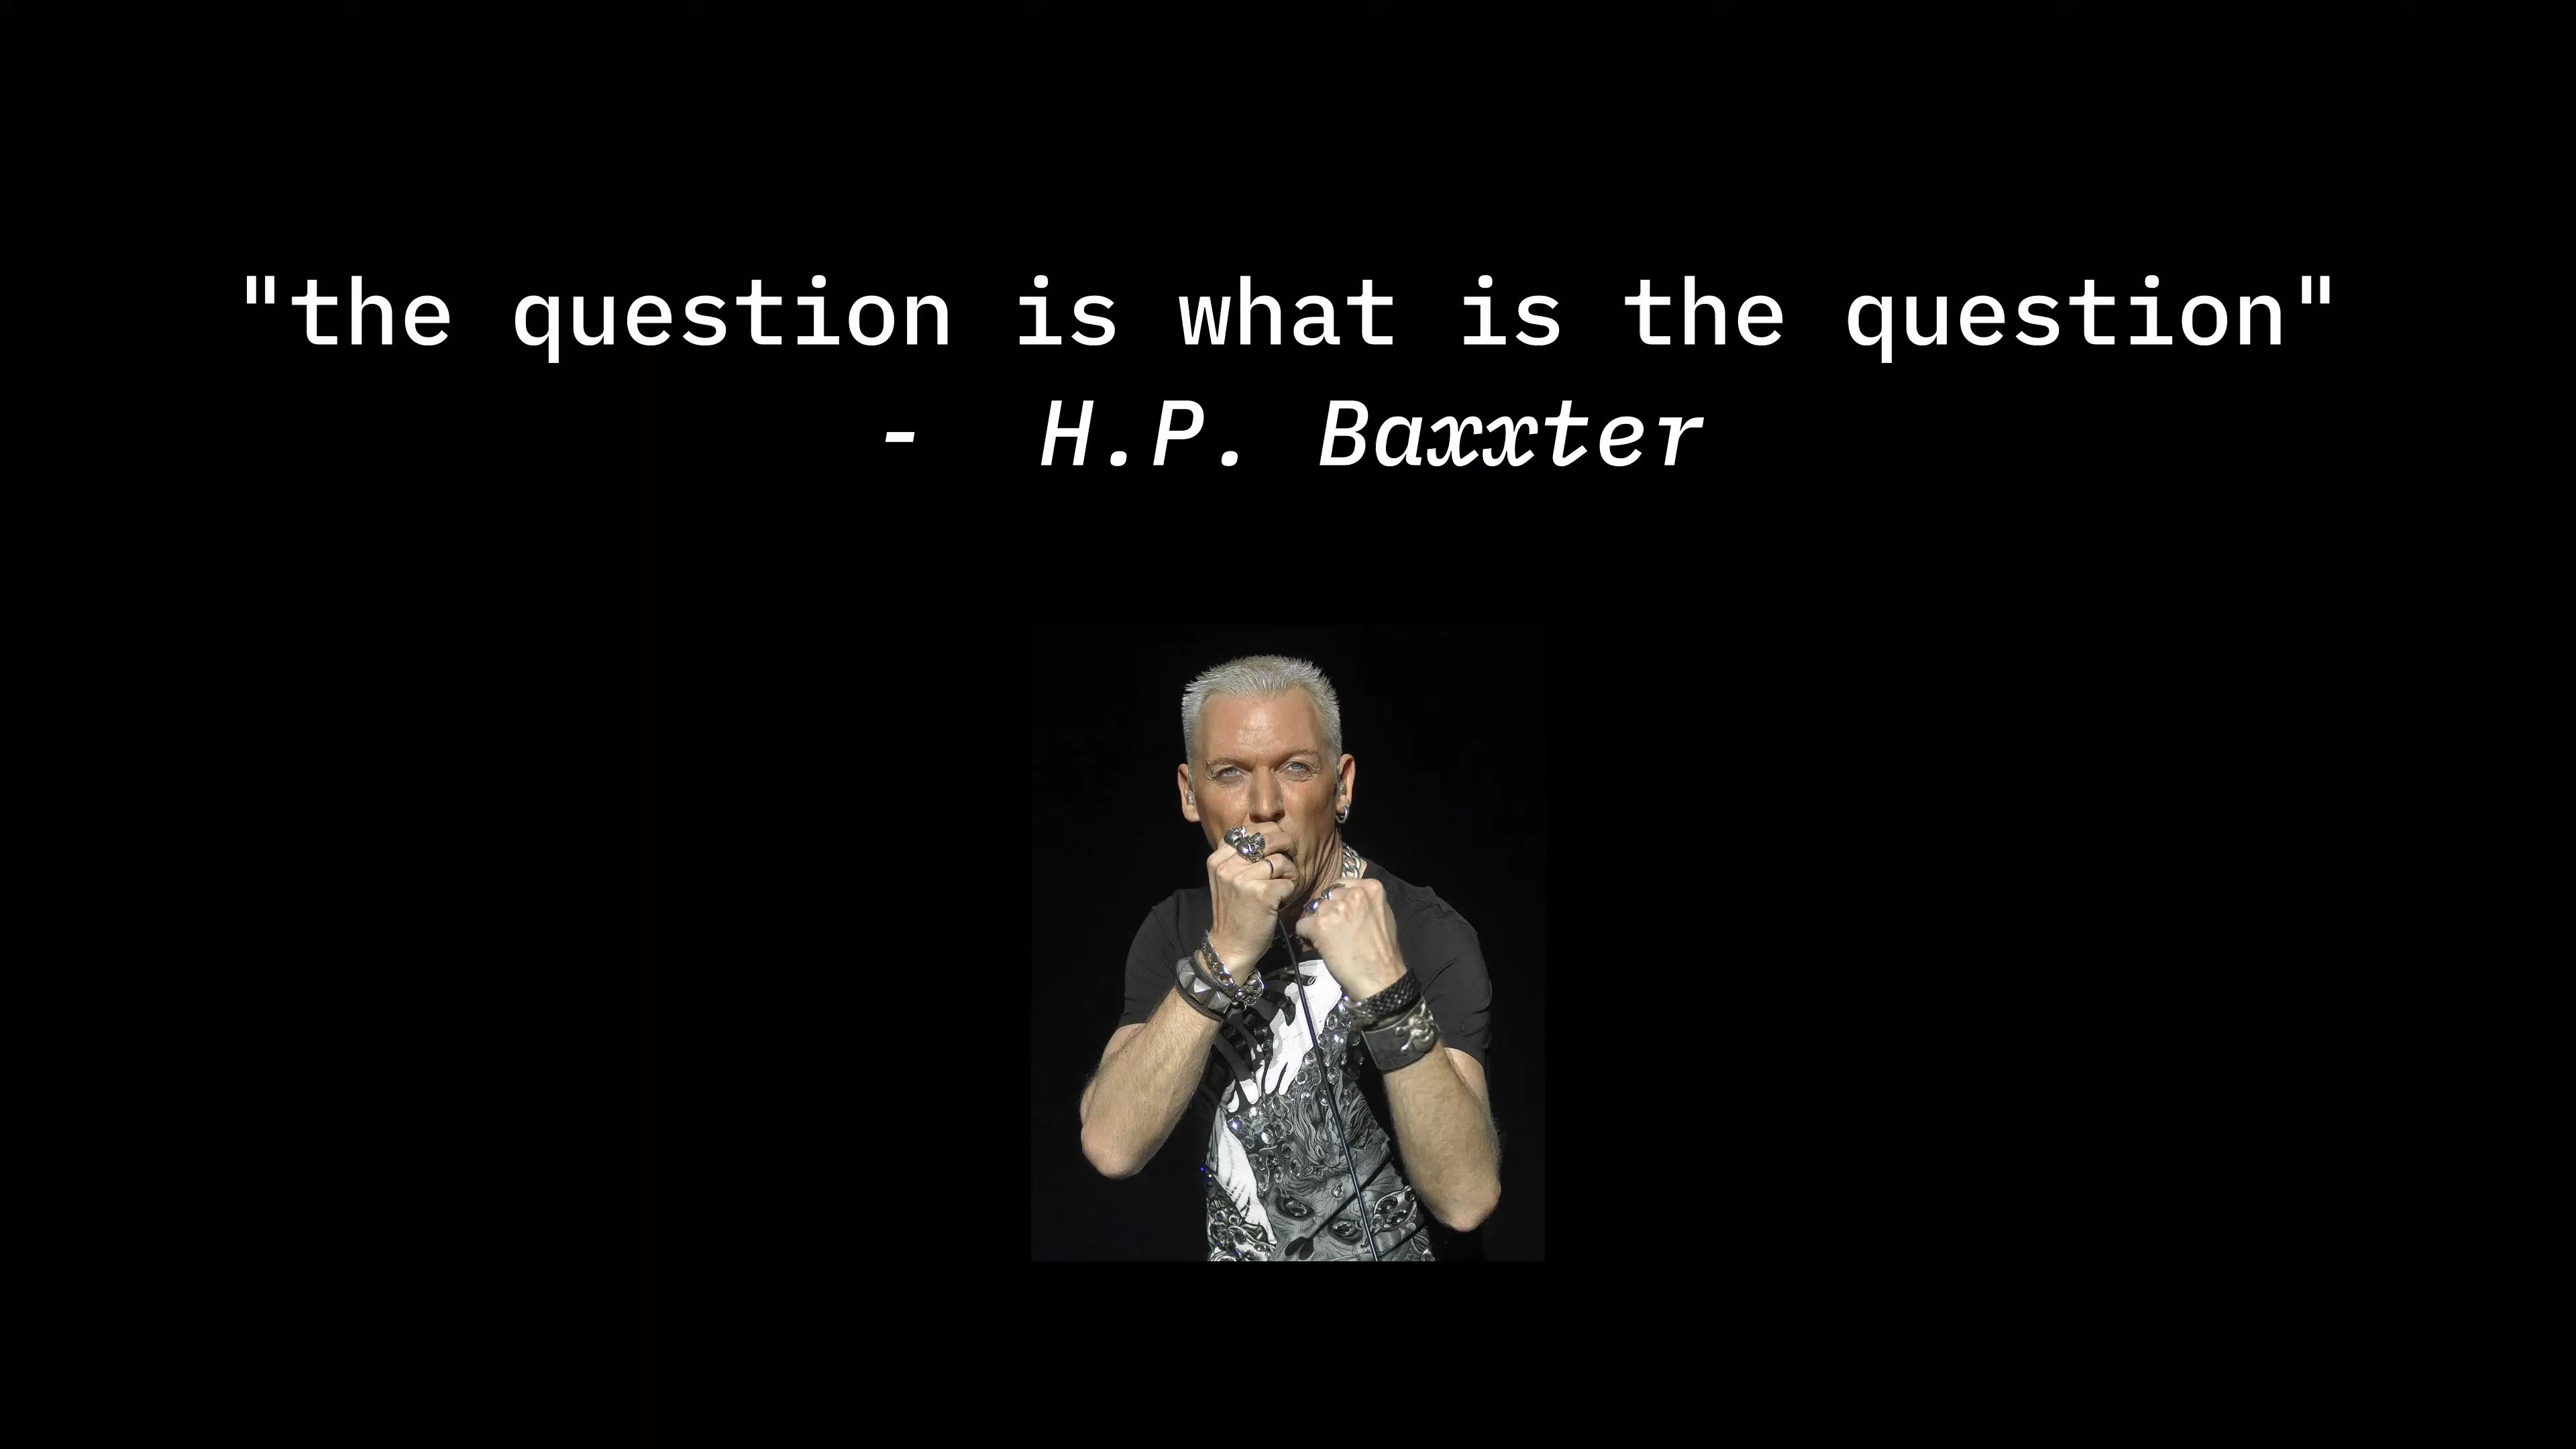 "the question is what is the question"
- H.P. Baxxter